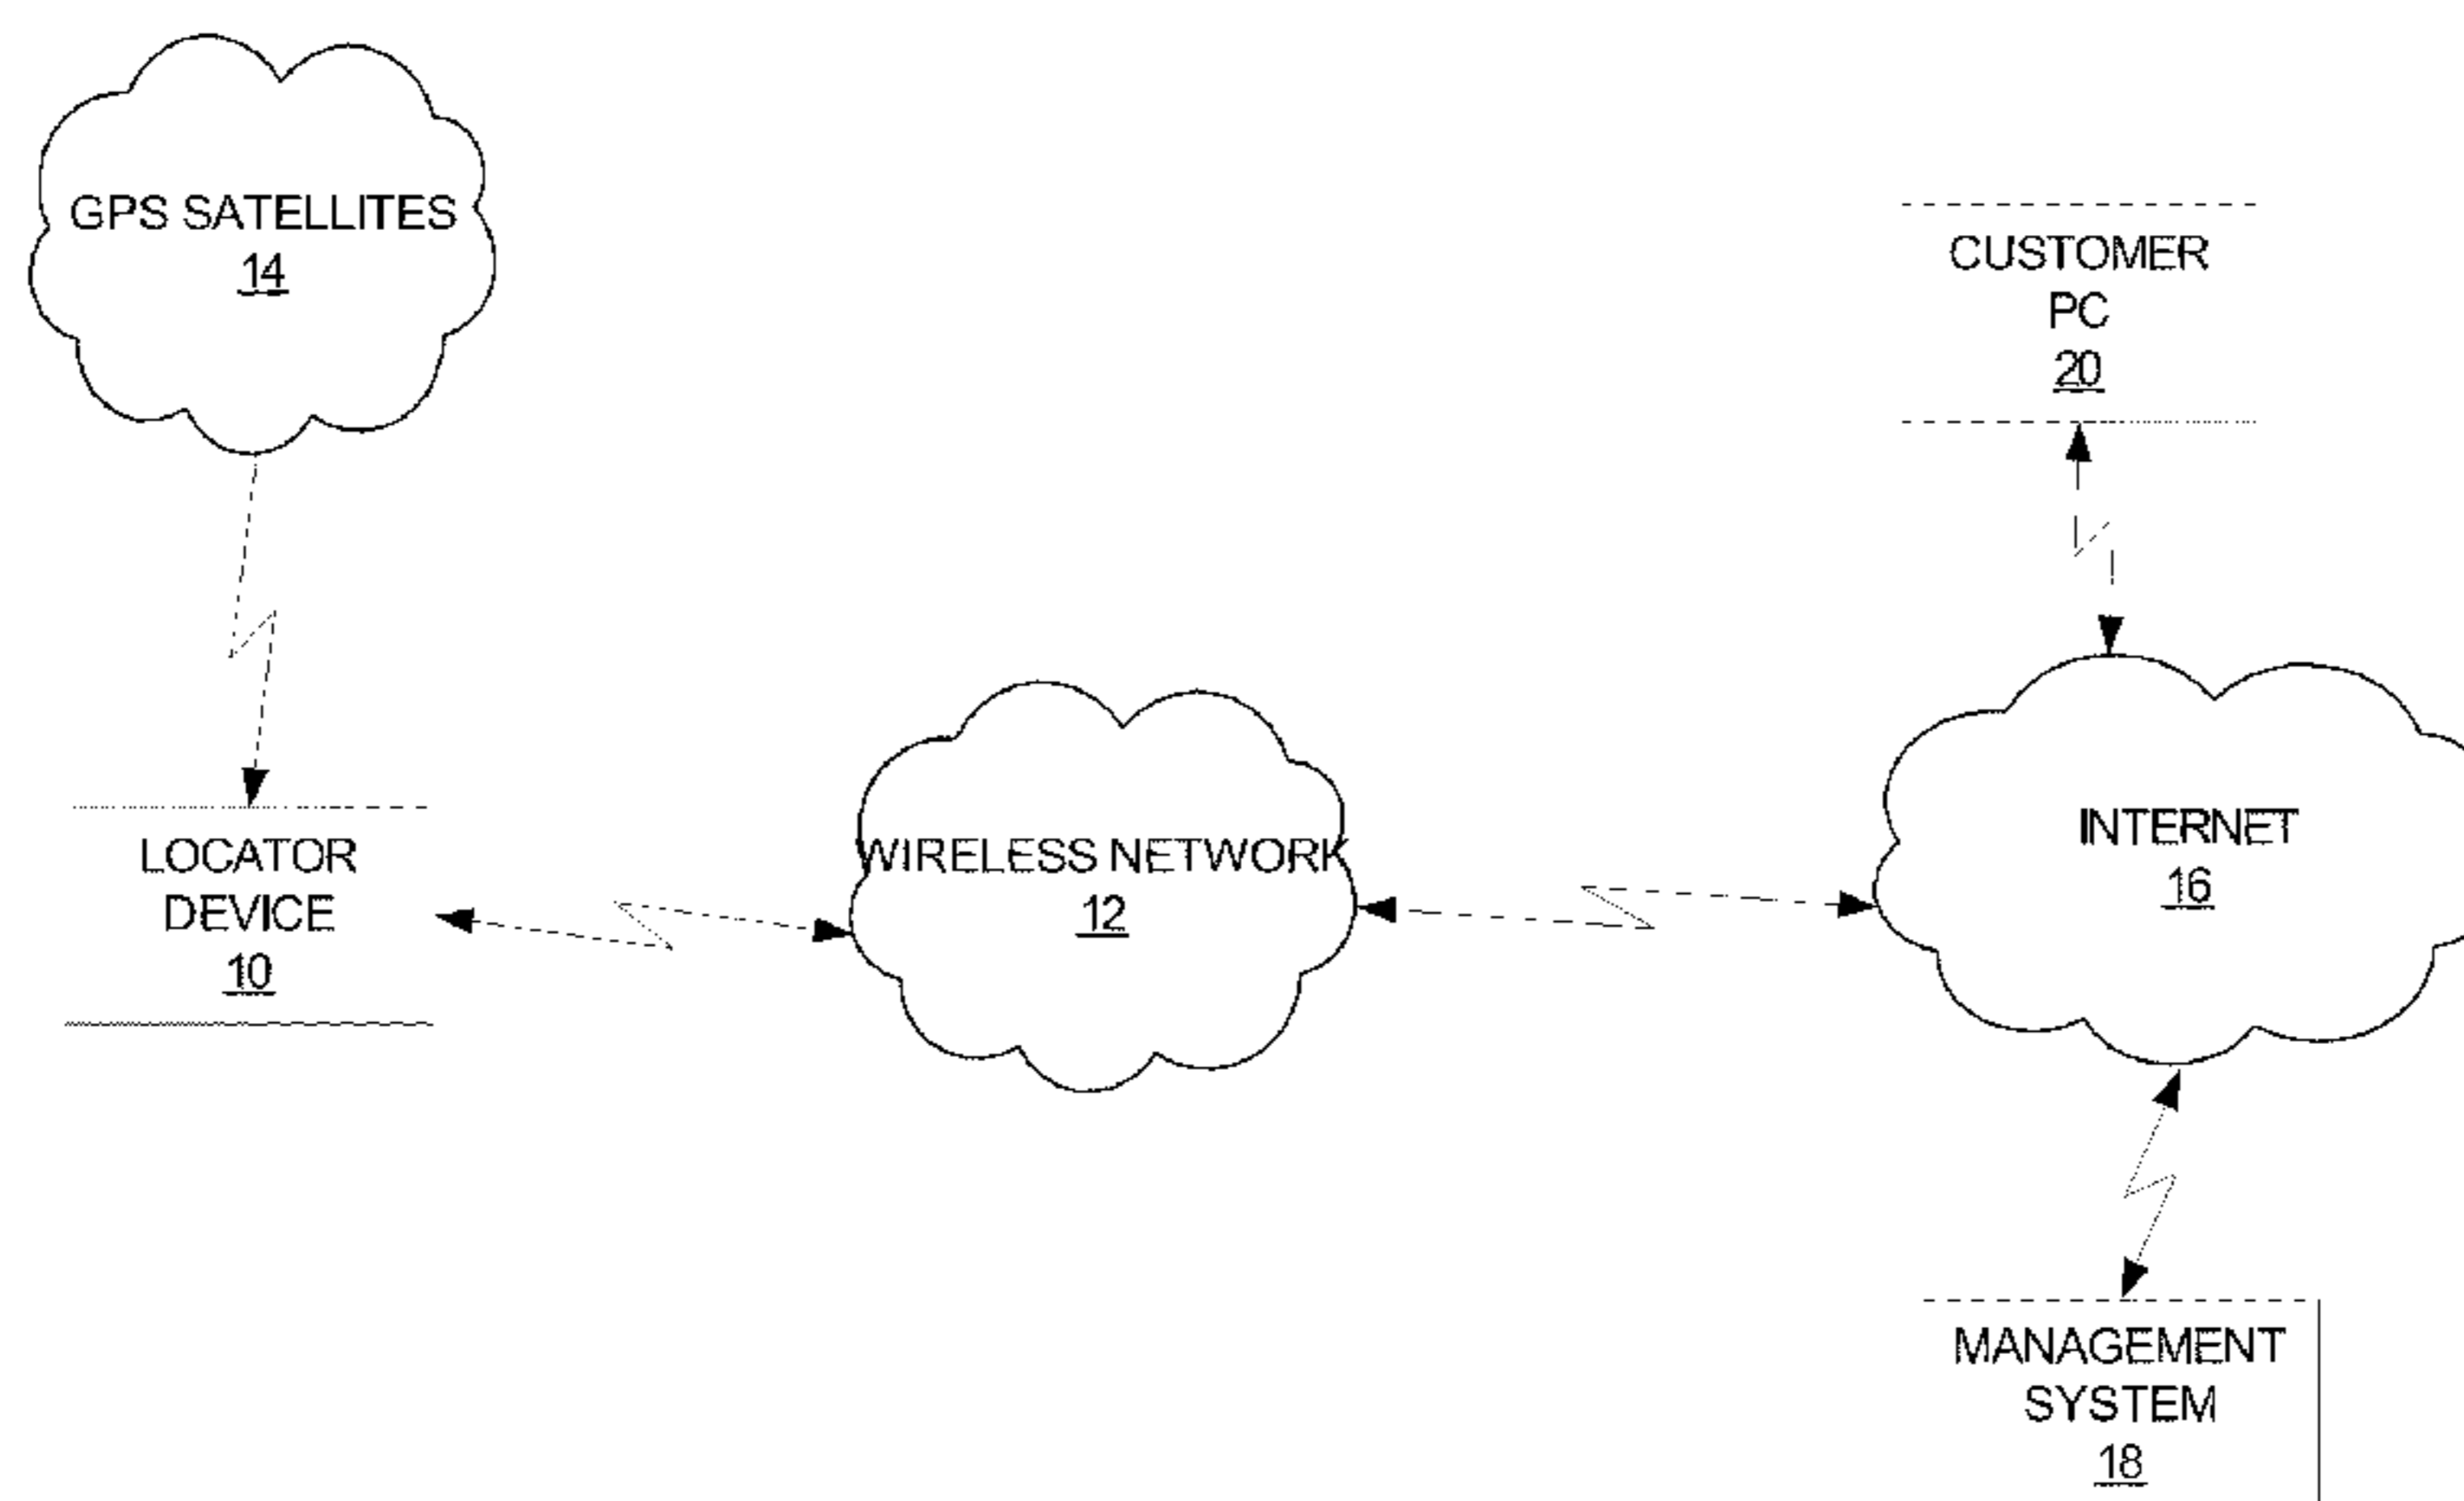 GPS SATELLITES
14
CUSTOMER
PC
20
LOCATOR
DEVICE
10
WIRELESS NETWORK
12
INTERNET
16
MANAGEMENT
SYSTEM
18